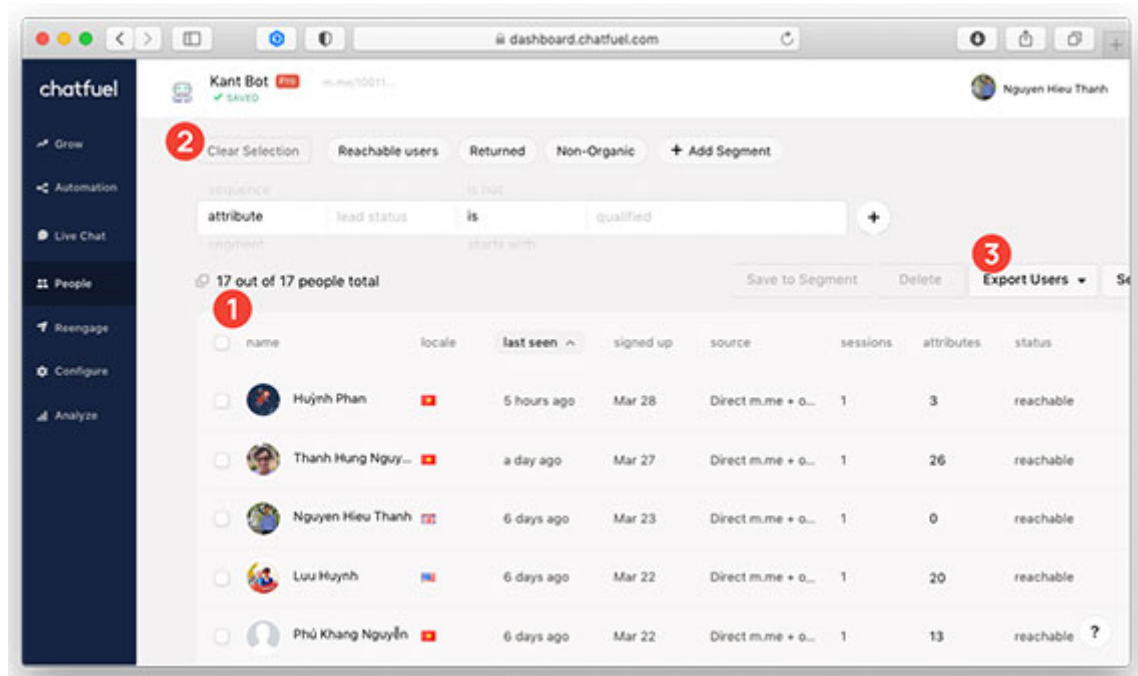 dashboard.chatfuel.com
chatfuel
Kant Bot PRO
m.me/10011...
✓ SAVED
Nguyen Hieu Thanh
Grow
Automation
Live Chat
People
Reengage
Configure
Analyze
2
Clear Selection Reachable users Returned Non-Organic + Add Segment
sequence is not
attribute lead status is qualified +
segment starts with
3
17 out of 17 people total Save to Segment Delete Export Users Se
1
name locale last seen signed up source sessions attributes status
Huỳnh Phan 5 hours ago Mar 28 Direct m.me + o... 1 3 reachable
Thanh Hung Nguy... a day ago Mar 27 Direct m.me + o... 1 26 reachable
Nguyen Hieu Thanh 6 days ago Mar 23 Direct m.me + o... 1 0 reachable
Luu Huynh 6 days ago Mar 22 Direct m.me + o... 1 20 reachable
Phú Khang Nguyễn 6 days ago Mar 22 Direct m.me + o... 1 13 reachable ?